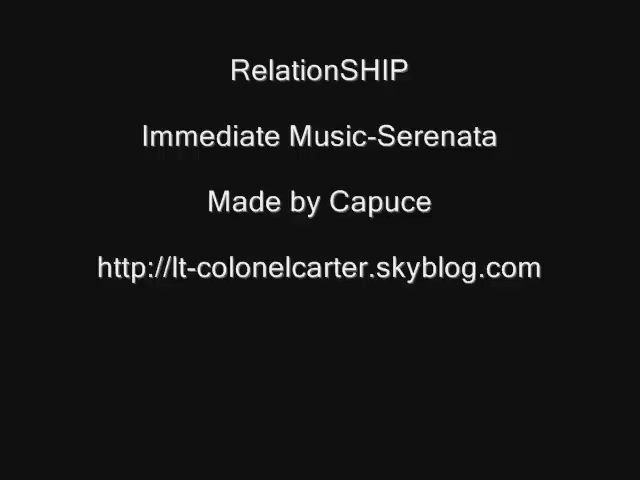 RelationSHIP
Immediate Music-Serenata
Made by Capuce
http://lt-colonelcarter.skyblog.com